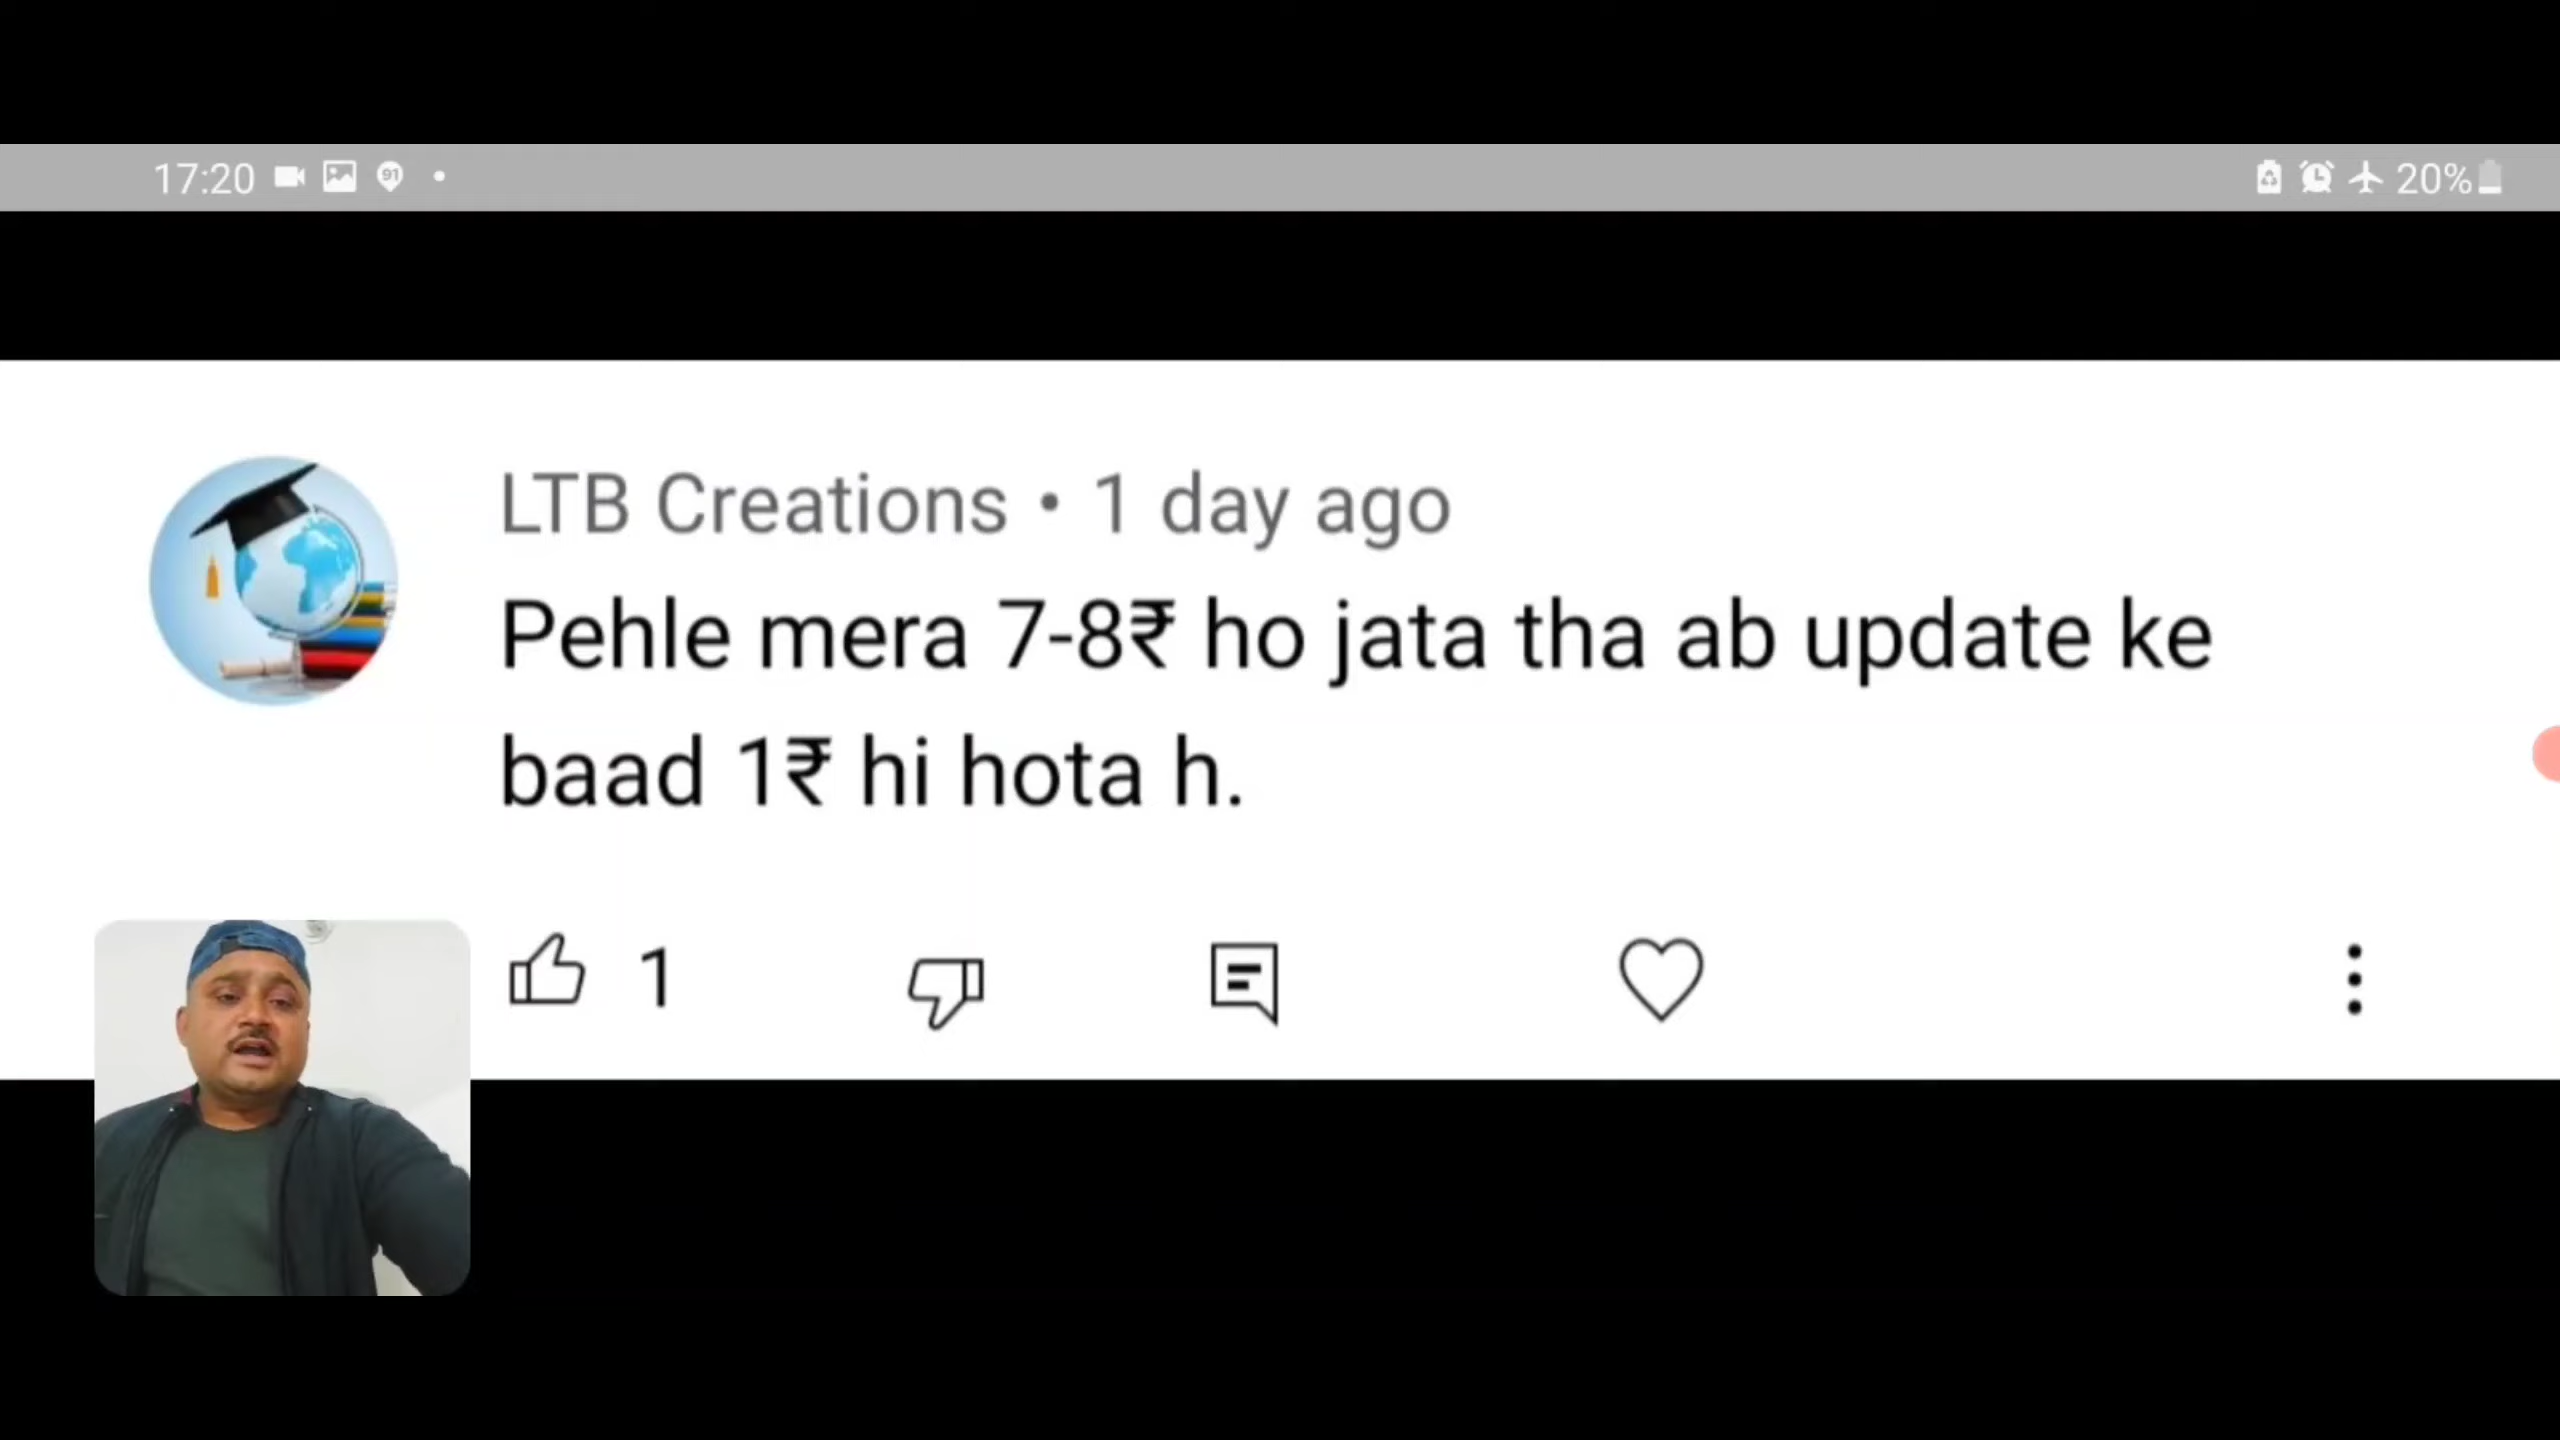 17:20
91
20%
LTB Creations • 1 day ago
Pehle mera 7-8₹ ho jata tha ab update ke
baad 1₹ hi hota h.
1